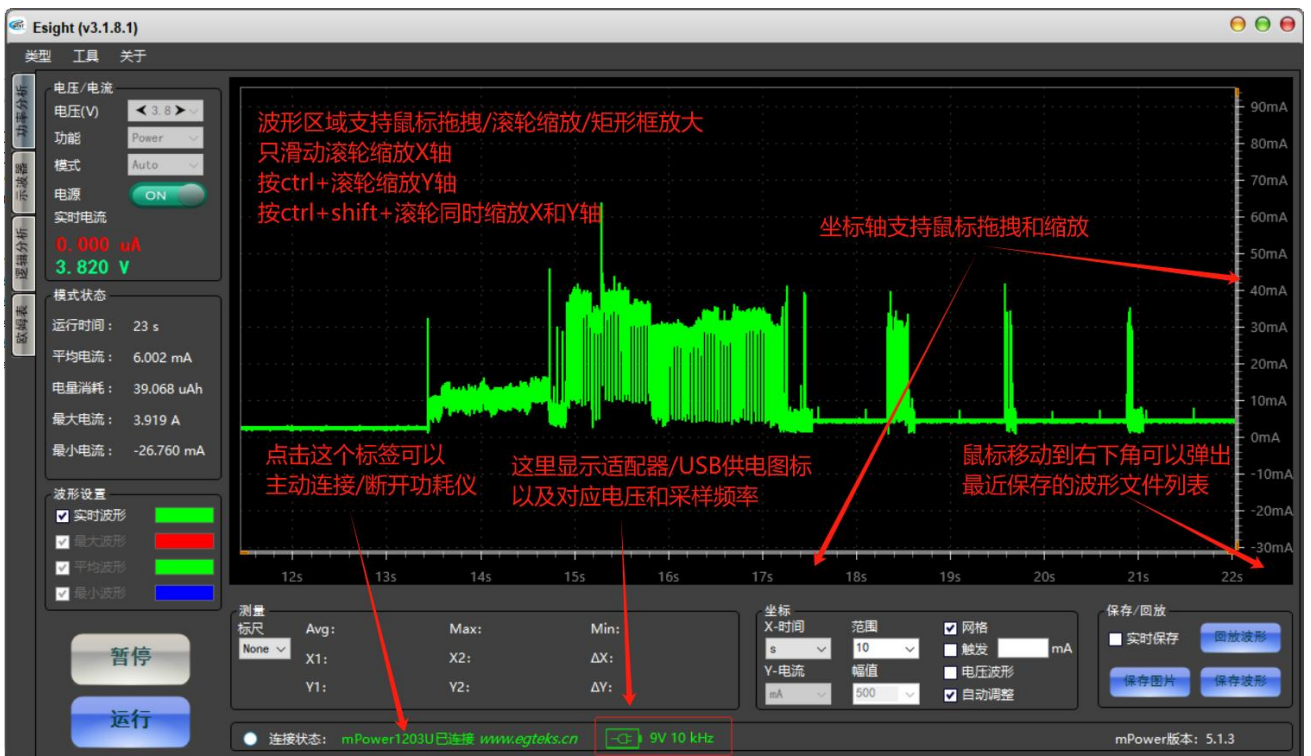 Esight (v3.1.8.1)
类型 工具 关于
功率分析
示波器
逻辑分析
欧姆表
电压/电流
电压(V) 3.8
功能 Power
模式 Auto
电源 ON
实时电流
0.000 uA
3.820 V
模式状态
运行时间： 23 s
平均电流： 6.002 mA
电量消耗： 39.068 uAh
最大电流： 3.919 A
最小电流： -26.760 mA
波形设置
实时波形
最大波形
平均波形
最小波形
暂停
运行
波形区域支持鼠标拖拽/滚轮缩放/矩形框放大
只滑动滚轮缩放X轴
按ctrl+滚轮缩放Y轴
按ctrl+shift+滚轮同时缩放X和Y轴
坐标轴支持鼠标拖拽和缩放
点击这个标签可以
主动连接/断开功耗仪
这里显示适配器/USB供电图标
以及对应电压和采样频率
鼠标移动到右下角可以弹出
最近保存的波形文件列表
90mA
80mA
70mA
60mA
50mA
40mA
30mA
20mA
10mA
0mA
-10mA
-20mA
-30mA
12s 13s 14s 15s 16s 17s 18s 19s 20s 21s 22s
测量
标尺 Avg: Max: Min:
None X1: X2: ΔX:
Y1: Y2: ΔY:
坐标
X-时间 范围 网格
s 10 触发 mA
Y-电流 幅值 电压波形
mA 500 自动调整
保存/回放
实时保存 回放波形
保存图片 保存波形
连接状态： mPower1203U已连接 www.egteks.cn 9V 10 kHz mPower版本： 5.1.3